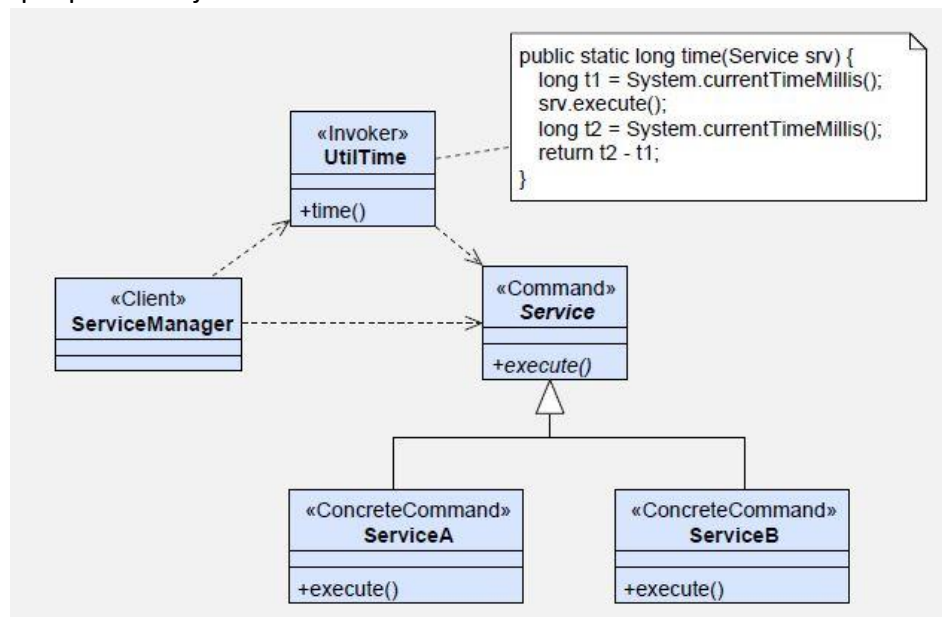 public static long time(Service srv) {
long t1 = System.currentTimeMillis();
srv.execute();
long t2 = System.currentTimeMillis();
return t2 - t1;
}
«Invoker»
UtilTime
+time()
«Client»
ServiceManager
«Command»
Service
+execute()
«ConcreteCommand»
ServiceA
+execute()
«ConcreteCommand»
ServiceB
+execute()